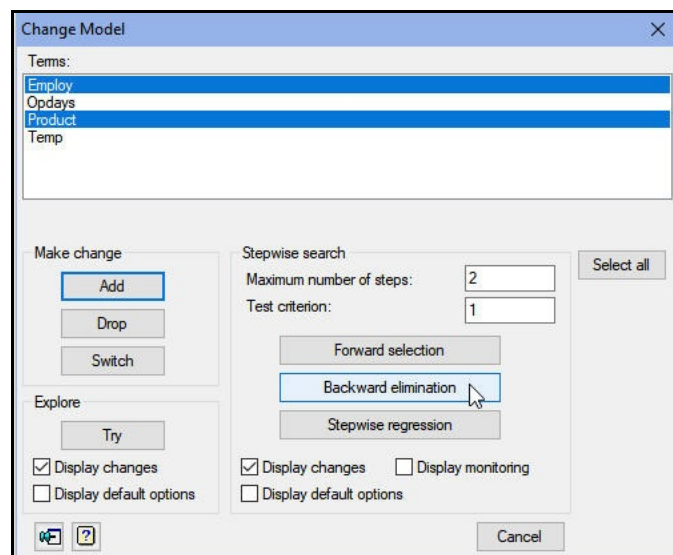 Change Model
Terms:
Employ
Opdays
Product
Temp
Make change
Add
Drop
Switch
Explore
Try
Display changes
Display default options
Stepwise search
Maximum number of steps: 2
Test criterion: 1
Forward selection
Backward elimination
Stepwise regression
Display changes Display monitoring
Display default options
Select all
?
Cancel